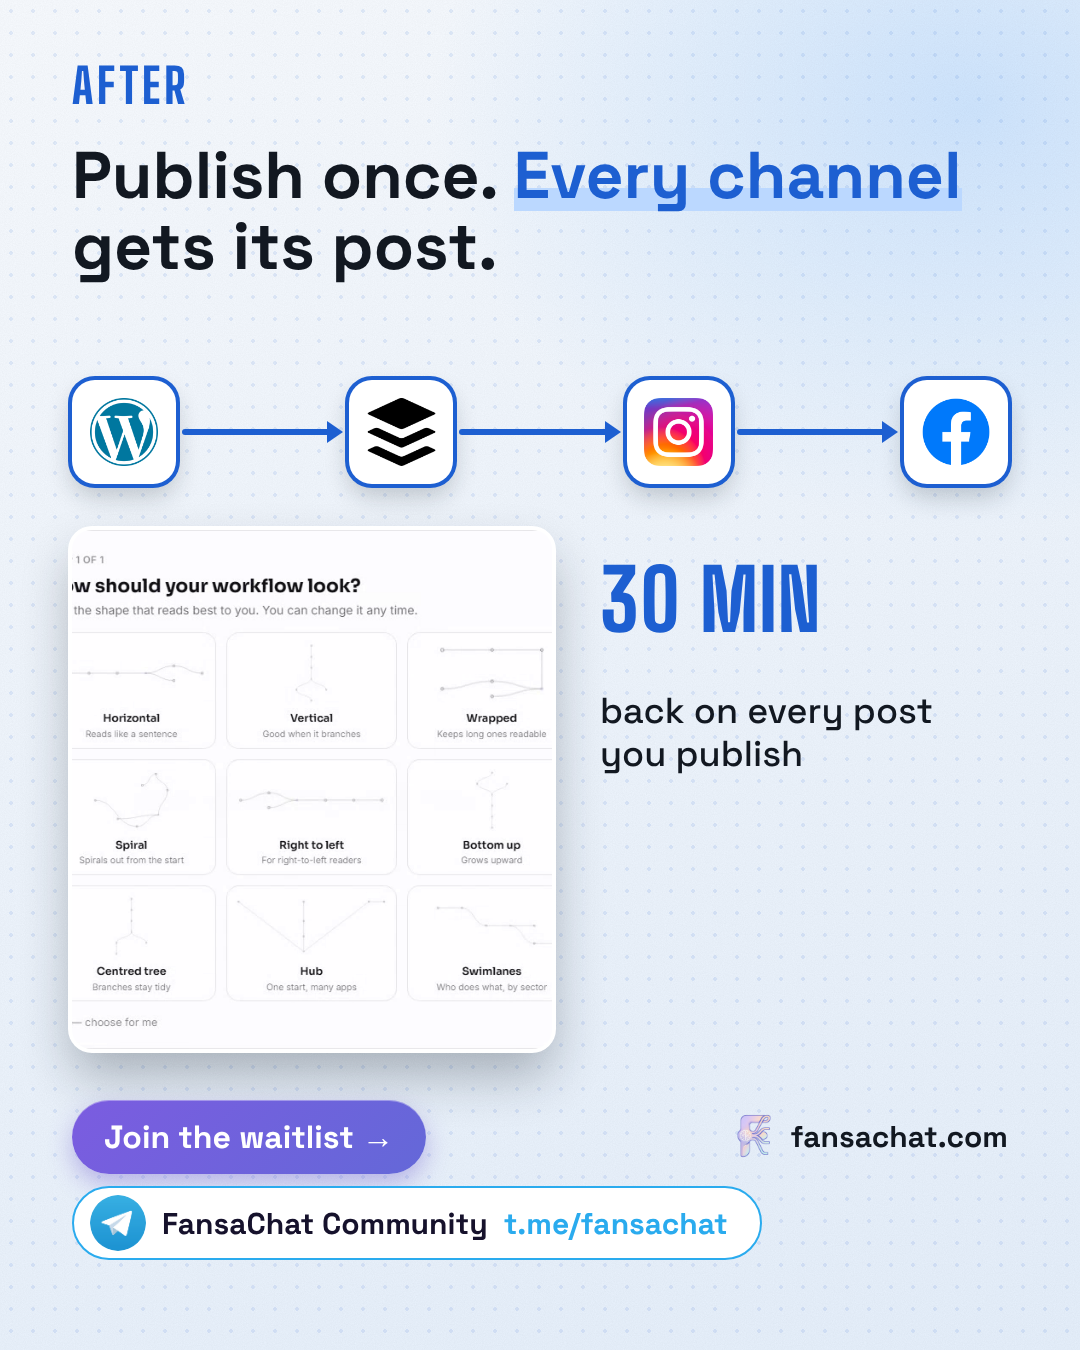 AFTER
Publish once. Every channel
gets its post.
1 OF 1
ow should your workflow look?
the shape that reads best to you. You can change it any time.
Horizontal
Reads like a sentence
Vertical
Good when it branches
Wrapped
Keeps long ones readable
Spiral
Spirals out from the start
Right to left
For right-to-left readers
Bottom up
Grows upward
Centred tree
Branches stay tidy
Hub
One start, many apps
Swimlanes
Who does what, by sector
— choose for me
30 MIN
back on every post
you publish
Join the waitlist →
fansachat.com
FansaChat Community t.me/fansachat